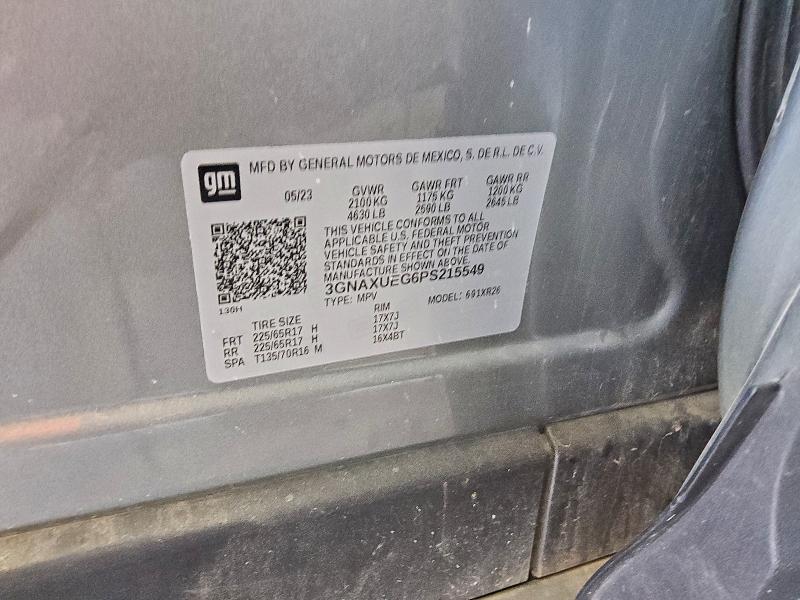 gm
MFD BY GENERAL MOTORS DE MEXICO, S. DE R.L. DE C.V.
05/23 GVWR GAWR FRT GAWR RR
2100 KG 1175 KG 1200 KG
4630 LB 2590 LB 2645 LB
THIS VEHICLE CONFORMS TO ALL
APPLICABLE U.S. FEDERAL MOTOR
VEHICLE SAFETY AND THEFT PREVENTION
STANDARDS IN EFFECT ON THE DATE OF
MANUFACTURE SHOWN ABOVE.
3GNAXUEG6PS215549
TYPE: MPV MODEL: 691XR26
130H
TIRE SIZE RIM
FRT 225/65R17 H 17X7J
RR 225/65R17 H 17X7J
SPA T135/70R16 M 16X4BT